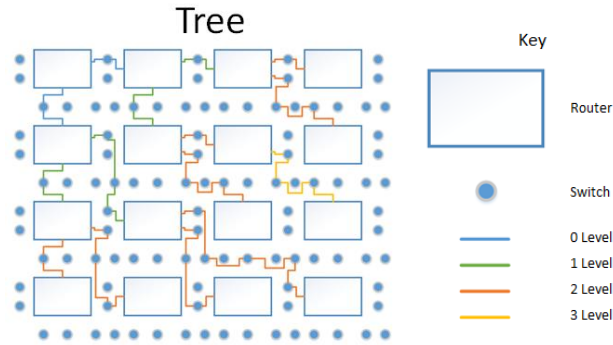 Tree
Key
Router
Switch
0 Level
1 Level
2 Level
3 Level